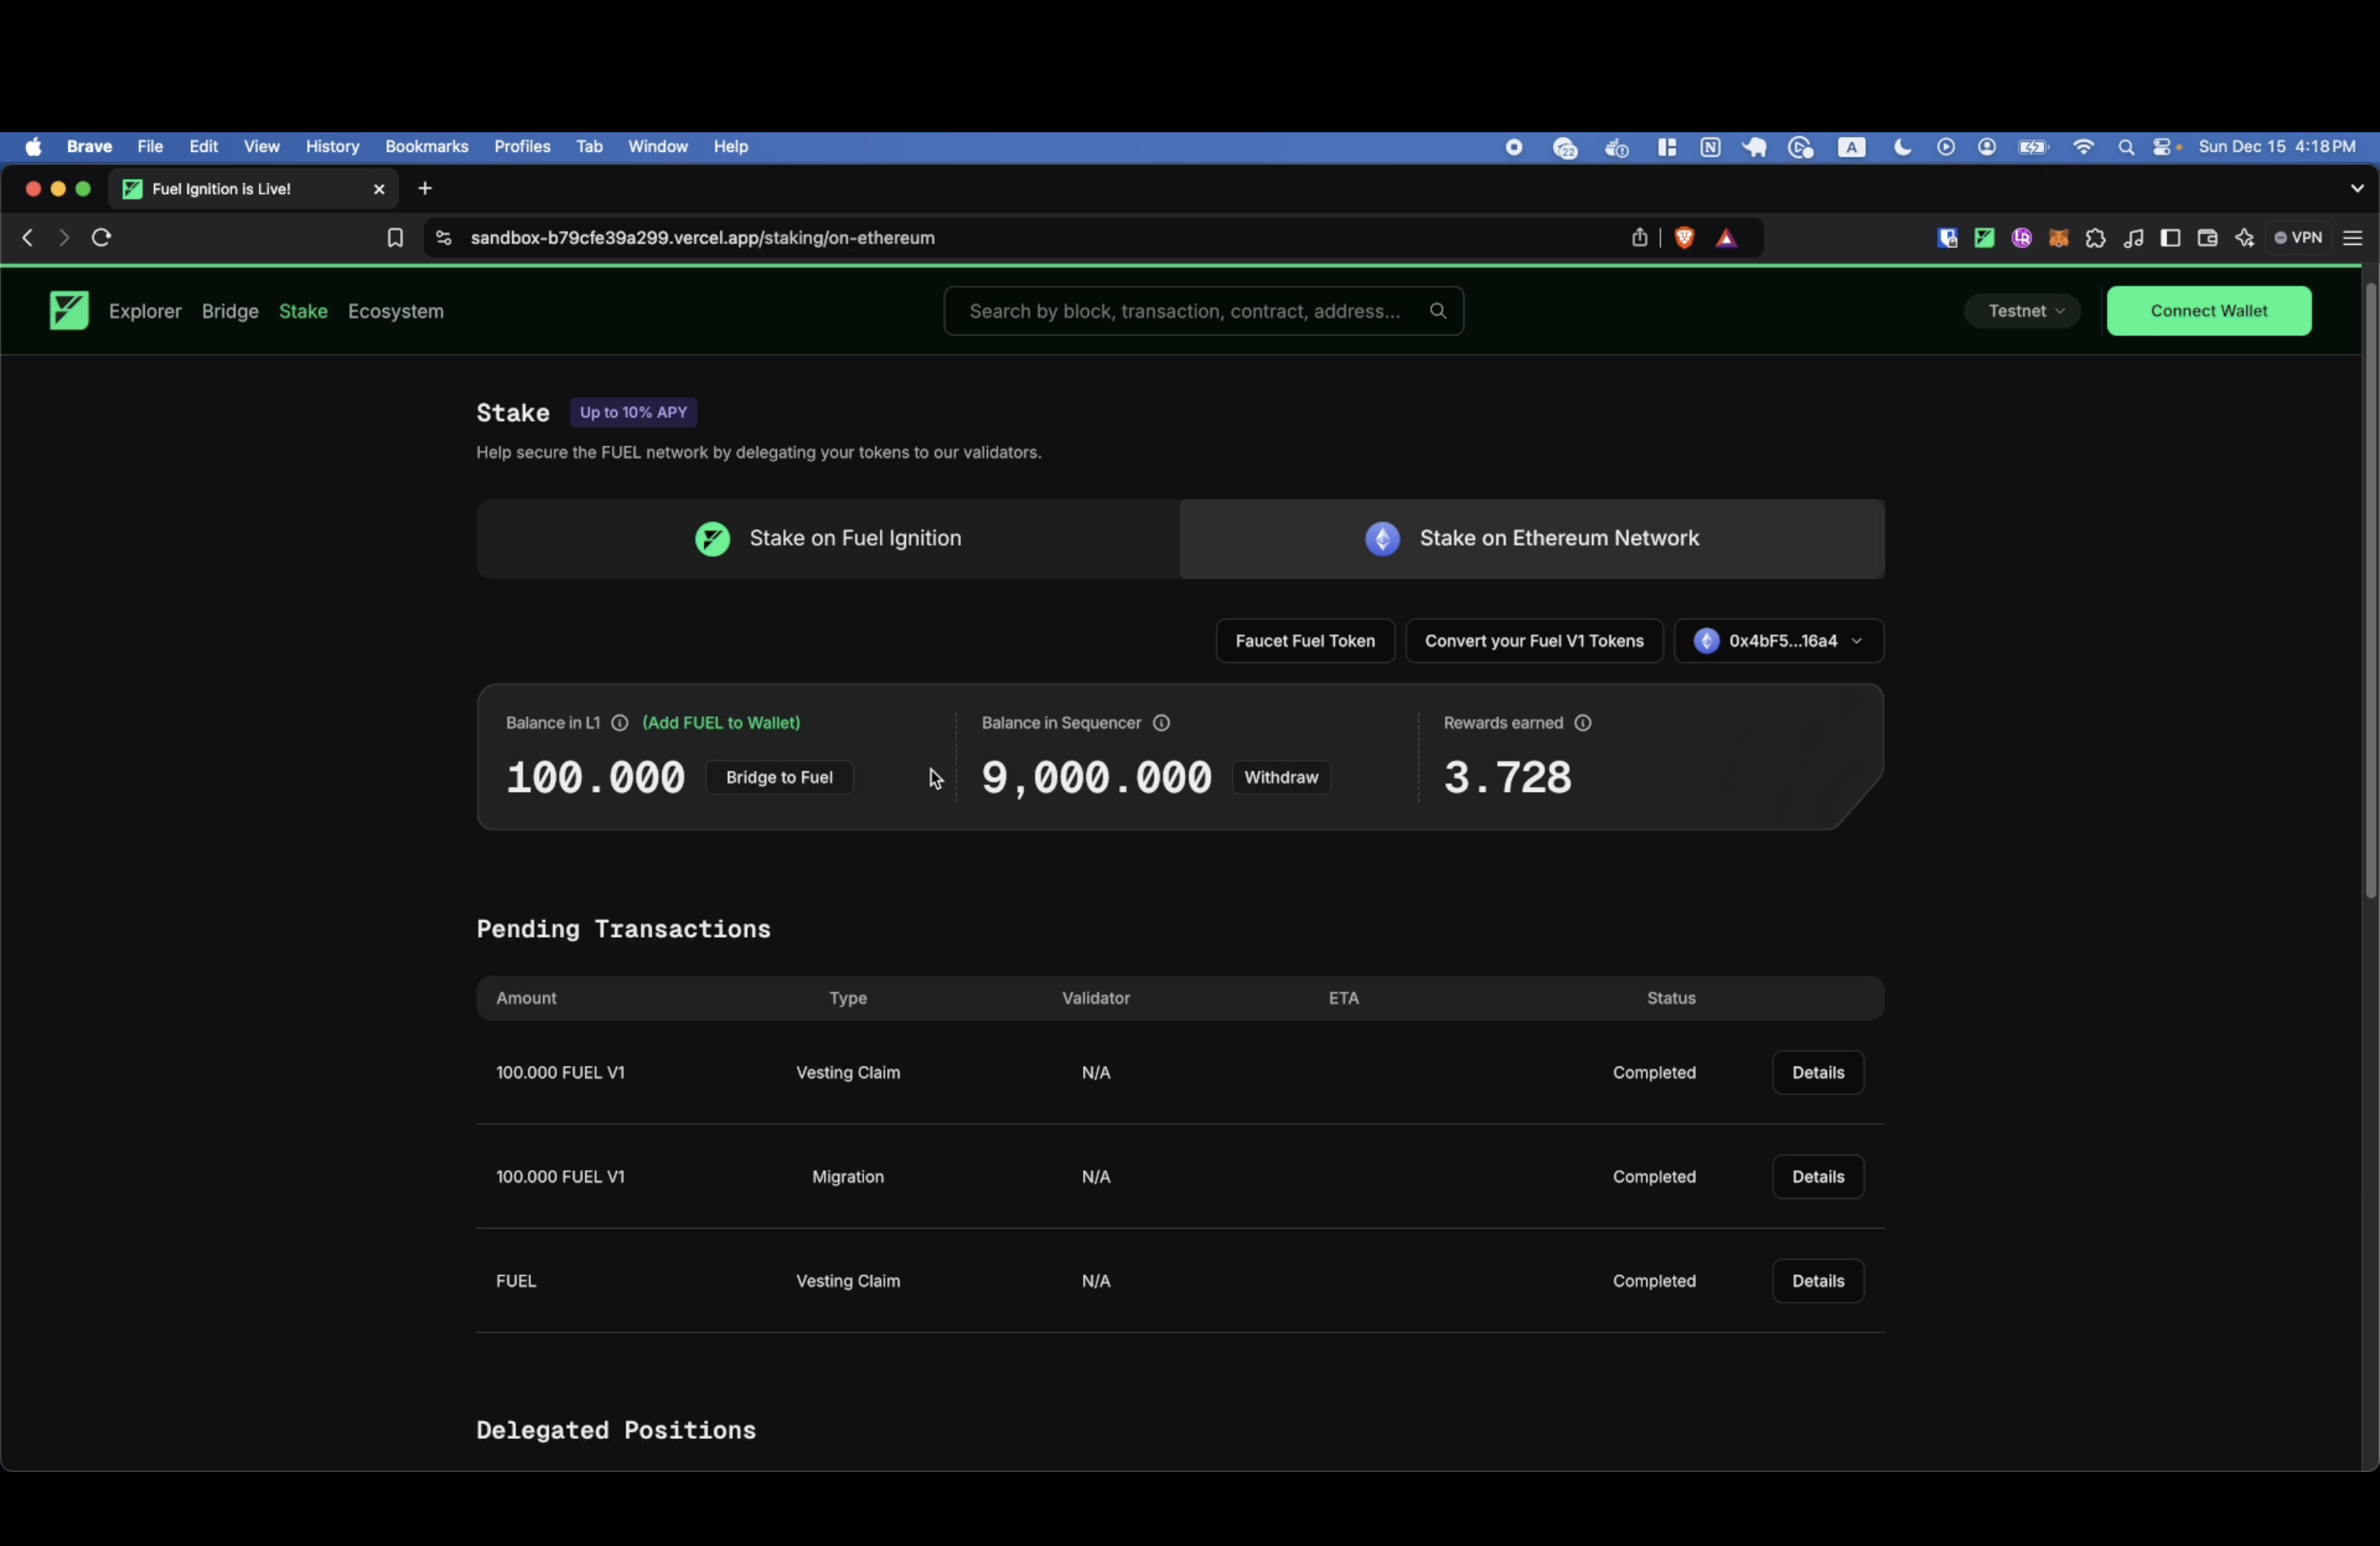 Brave File Edit View History Bookmarks Profiles Tab Window Help 22 N A Sun Dec 15 4:18 PM
Fuel Ignition is Live!
sandbox-b79cfe39a299.vercel.app/staking/on-ethereum VPN
Explorer Bridge Stake Ecosystem Search by block, transaction, contract, address... Testnet Connect Wallet
Stake Up to 10% APY
Help secure the FUEL network by delegating your tokens to our validators.
Stake on Fuel Ignition Stake on Ethereum Network
Faucet Fuel Token Convert your Fuel V1 Tokens 0x4bF5...16a4
Balance in L1 (Add FUEL to Wallet) Balance in Sequencer Rewards earned
100.000 Bridge to Fuel 9,000.000 Withdraw 3.728
Pending Transactions
Amount Type Validator ETA Status
100.000 FUEL V1 Vesting Claim N/A Completed Details
100.000 FUEL V1 Migration N/A Completed Details
FUEL Vesting Claim N/A Completed Details
Delegated Positions